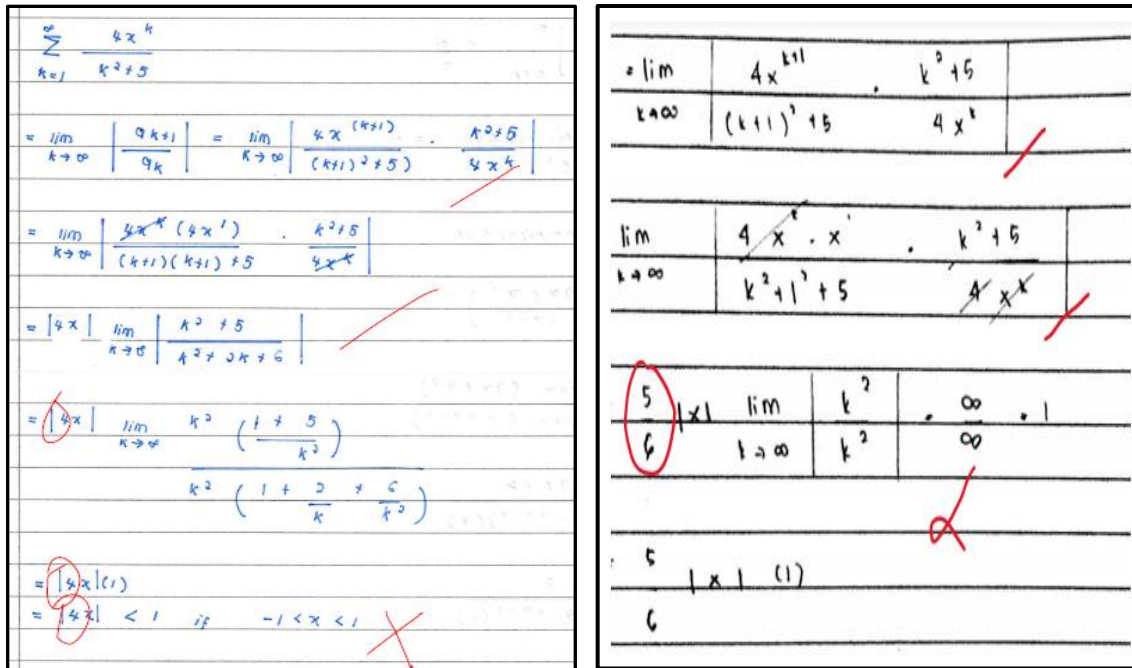 ∞
∑ 4x^k / k²+5
k=1
= lim k→∞ | ak+1 / ak | = lim k→∞ | 4x^(k+1) / (k+1)²+5) · k²+5 / 4x^k |
= lim k→∞ | 4x^k (4x¹) / (k+1)(k+1)+5 · k²+5 / 4x^k |
= |4x| lim k→∞ | k² + 5 / k² + 2k + 6 |
= |4x| lim k→∞ k² (1 + 5 / k²) / k² (1 + 2/k + 6/k²)
= |4x|(1)
= |4x| < 1 if -1 < x < 1
= lim k→∞ | 4x^k+1 / (k+1)²+5 · k²+5 / 4x^k |
lim k→∞ | 4 x^k · x¹ / k²+1²+5 · k²+5 / 4 x^k |
5/6 |x| lim k→∞ | k² / k² | = ∞/∞ = 1
5/6 |x| (1)